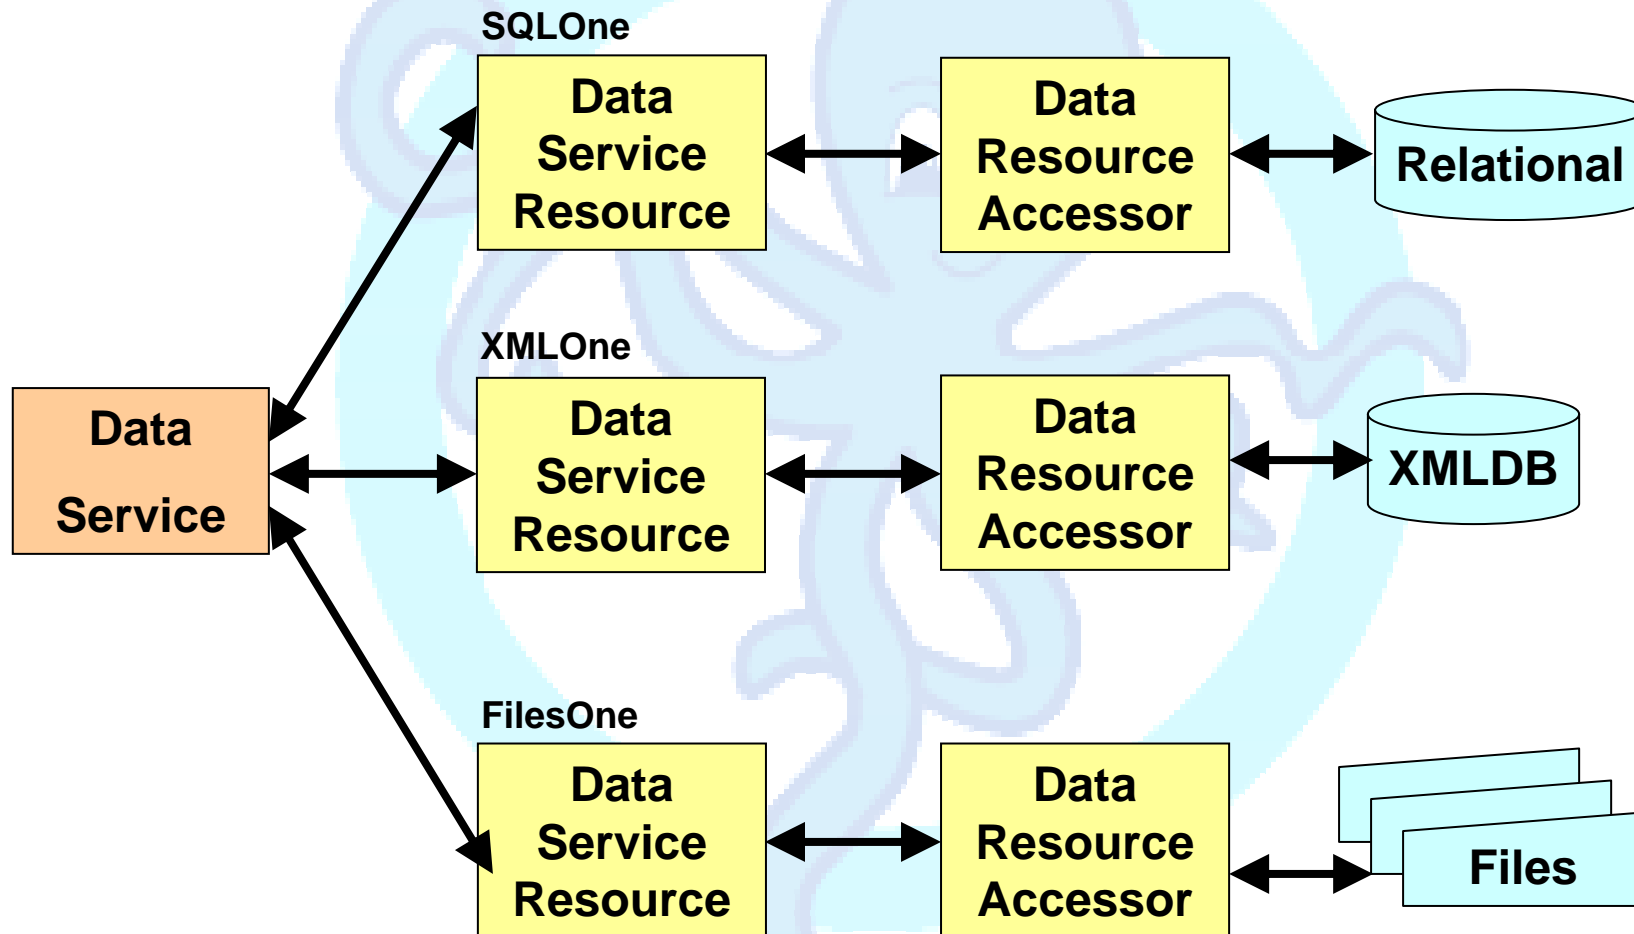 SQLOne
Data
Service
Resource
Data
Resource
Accessor
Relational
XMLOne
Data
Service
Data
Service
Resource
Data
Resource
Accessor
XMLDB
FilesOne
Data
Service
Resource
Data
Resource
Accessor
Files